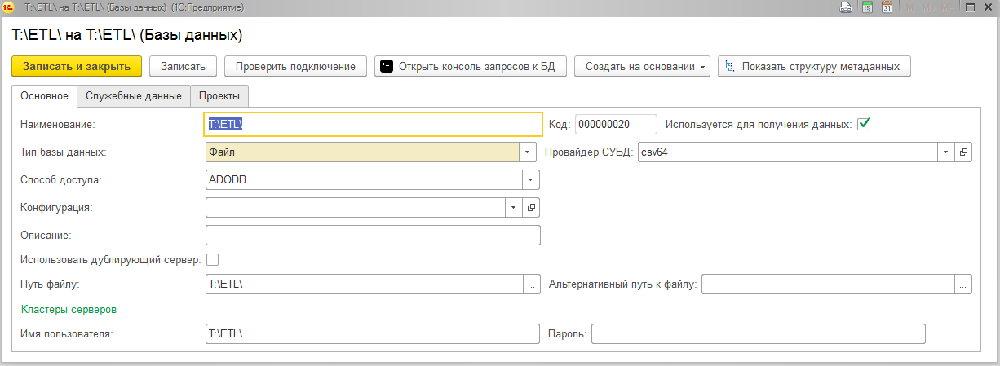 T:\ETL\ на T:\ETL\ (Базы данных) (1С:Предприятие)
M M+ M-
31
T:\ETL\ на T:\ETL\ (Базы данных)
Записать и закрыть Записать Проверить подключение Открыть консоль запросов к БД Создать на основании Показать структуру метаданных
Основное Служебные данные Проекты
Наименование: T:\ETL\ Код: 000000020 Используется для получения данных:
Тип базы данных: Файл Провайдер СУБД: csv64
Способ доступа: ADODB
Конфигурация:
Описание:
Использовать дублирующий сервер:
Путь файлу: T:\ETL\ ... Альтернативный путь к файлу: ...
Кластеры серверов
Имя пользователя: T:\ETL\ Пароль: